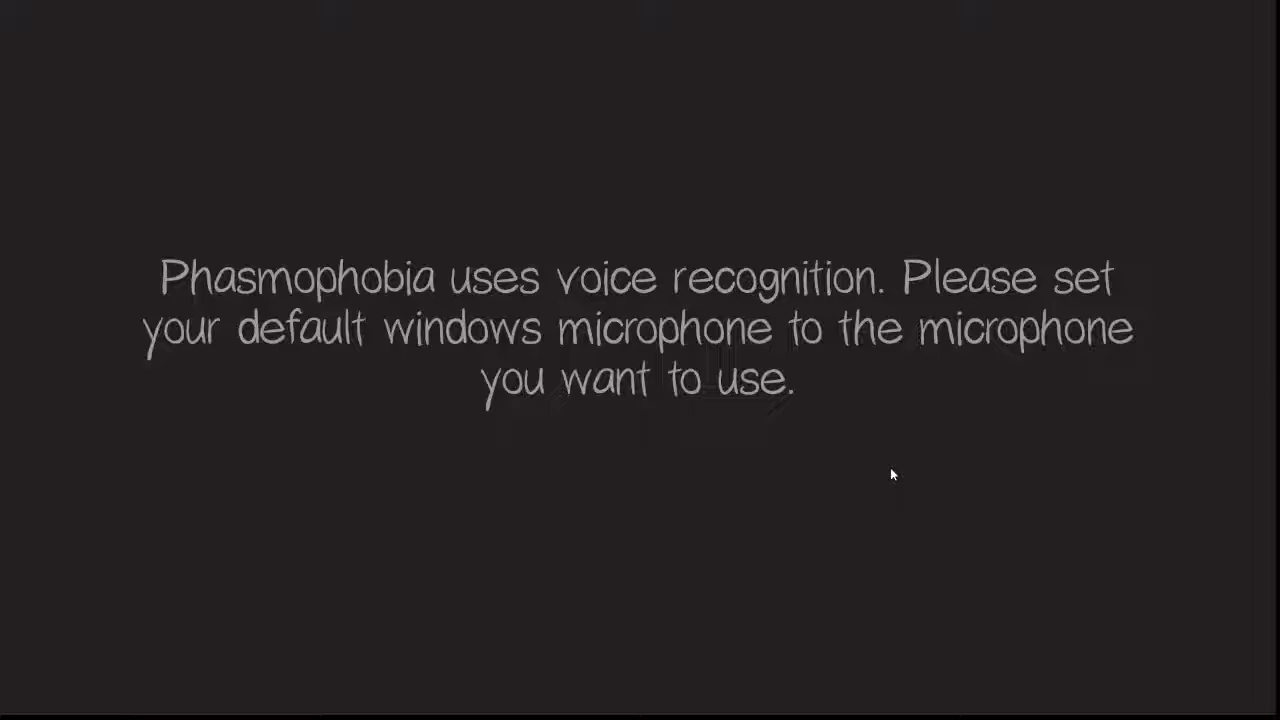 Phasmophobia uses voice recognition. Please set
your default windows microphone to the microphone
you want to use.